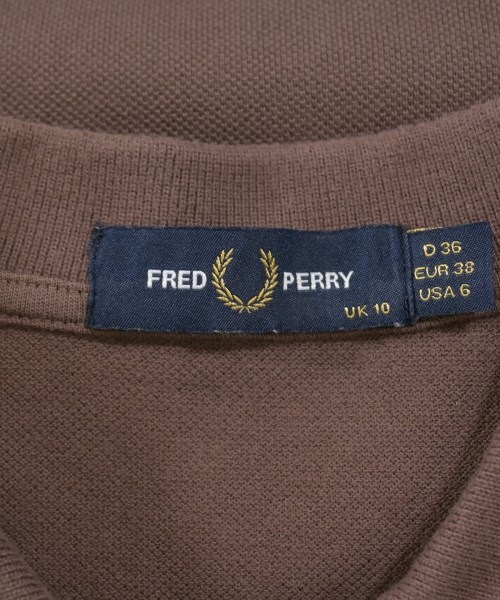 FRED PERRY
UK 10
D 36
EUR 38
USA 6